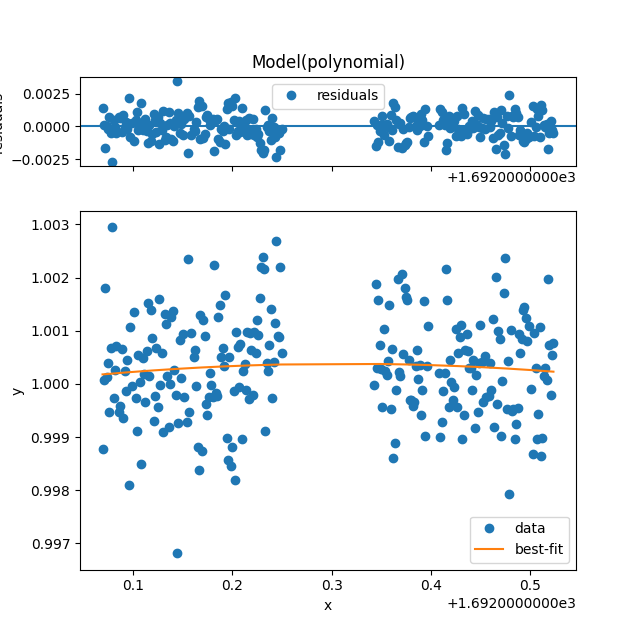 Model(polynomial)
0.0025
0.0000
−0.0025
residuals
+1.6920000000e3
1.003
1.002
1.001
1.000
0.999
0.998
0.997
y
data
best-fit
0.1 0.2 0.3 0.4 0.5
x
+1.6920000000e3